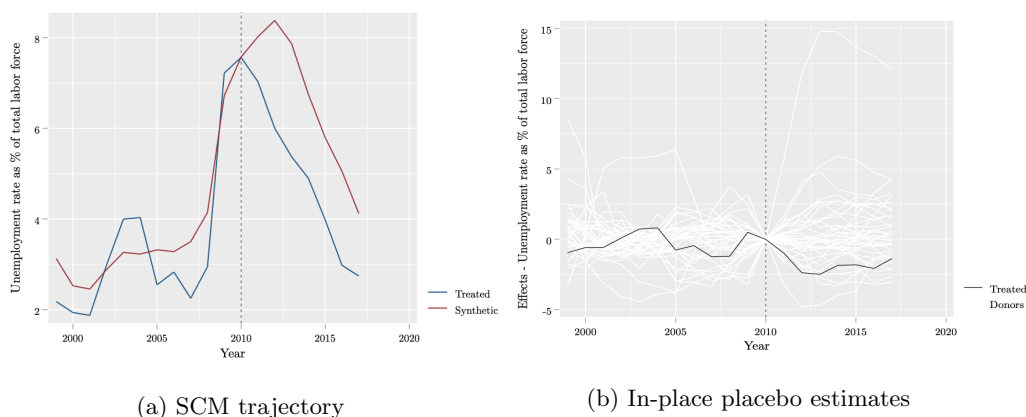 Unemployment rate as % of total labor force
8
6
4
2
2000
2005
2010
2015
2020
Year
Treated
Synthetic
(a) SCM trajectory
Effects - Unemployment rate as % of total labor force
15
10
5
0
-5
2000
2005
2010
2015
2020
Year
Treated
Donors
(b) In-place placebo estimates